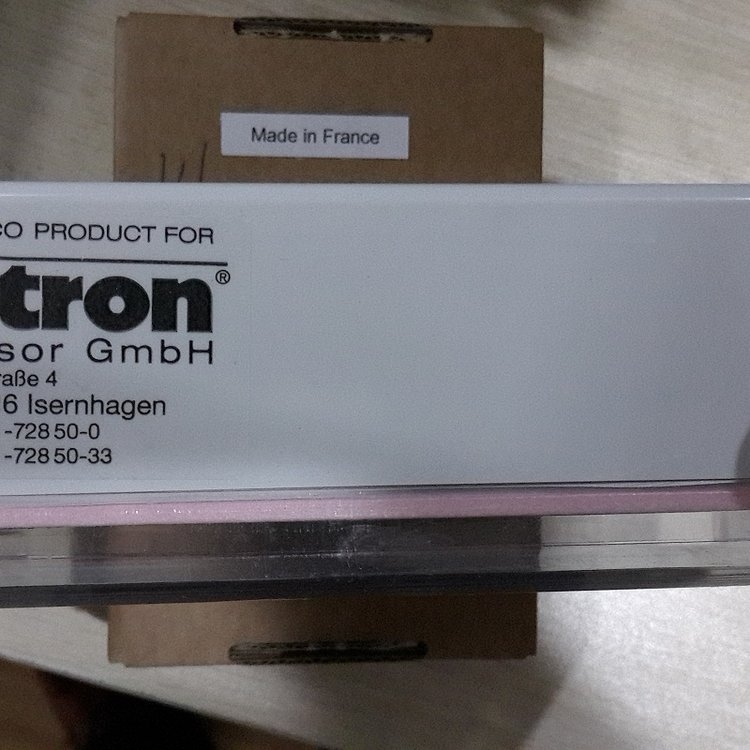 Made in France
CO PRODUCT FOR
tron®
sor GmbH
raße 4
6 Isernhagen
-728 50-0
-728 50-33